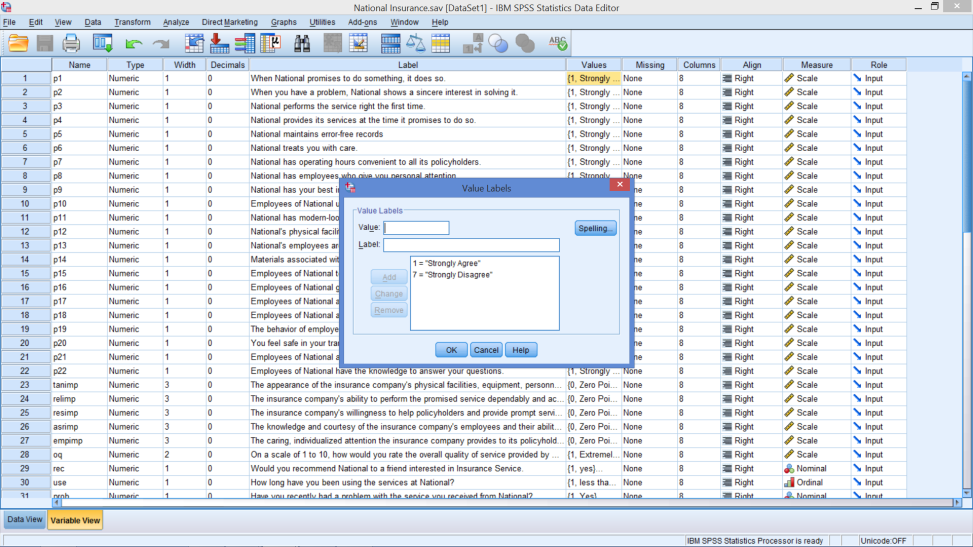 National Insurance.sav [DataSet1] - IBM SPSS Statistics Data Editor
File Edit View Data Transform Analyze Direct Marketing Graphs Utilities Add-ons Window Help
Name Type Width Decimals Label Values Missing Columns Align Measure Role
1 p1 Numeric 1 0 When National promises to do something, it does so. {1, Strongly ... None 8 Right Scale Input
2 p2 Numeric 1 0 When you have a problem, National shows a sincere interest in solving it. {1, Strongly ... None 8 Right Scale Input
3 p3 Numeric 1 0 National performs the service right the first time. {1, Strongly ... None 8 Right Scale Input
4 p4 Numeric 1 0 National provides its services at the time it promises to do so. {1, Strongly ... None 8 Right Scale Input
5 p5 Numeric 1 0 National maintains error-free records {1, Strongly ... None 8 Right Scale Input
6 p6 Numeric 1 0 National treats you with care. {1, Strongly ... None 8 Right Scale Input
7 p7 Numeric 1 0 National has operating hours convenient to all its policyholders. {1, Strongly ... None 8 Right Scale Input
8 p8 Numeric 1 0 National has employees who give you personal attention {1, Strongly ... None 8 Right Scale Input
9 p9 Numeric 1 0 National has your best i ne 8 Right Scale Input
10 p10 Numeric 1 0 Employees of National u ne 8 Right Scale Input
11 p11 Numeric 1 0 National has modern-loo ne 8 Right Scale Input
12 p12 Numeric 1 0 National's physical facili ne 8 Right Scale Input
13 p13 Numeric 1 0 National's employees ar ne 8 Right Scale Input
14 p14 Numeric 1 0 Materials associated wi ne 8 Right Scale Input
15 p15 Numeric 1 0 Employees of National t ne 8 Right Scale Input
16 p16 Numeric 1 0 Employees of National g ne 8 Right Scale Input
17 p17 Numeric 1 0 Employees of National a ne 8 Right Scale Input
18 p18 Numeric 1 0 Employees of National a ne 8 Right Scale Input
19 p19 Numeric 1 0 The behavior of employe ne 8 Right Scale Input
20 p20 Numeric 1 0 You feel safe in your tran ne 8 Right Scale Input
21 p21 Numeric 1 0 Employees of National a ne 8 Right Scale Input
22 p22 Numeric 1 0 Employees of National have the knowledge to answer your questions. {1, Strongly ... None 8 Right Scale Input
23 tanimp Numeric 3 0 The appearance of the insurance company's physical facilities, equipment, personn... {0, Zero Poi... None 8 Right Scale Input
24 relimp Numeric 3 0 The insurance company's ability to perform the promised service dependably and ac... {0, Zero Poi... None 8 Right Scale Input
25 resimp Numeric 3 0 The insurance company's willingness to help policyholders and provide prompt servi... {0, Zero Poi... None 8 Right Scale Input
26 asrimp Numeric 3 0 The knowledge and courtesy of the insurance company's employees and their abilit... {0, Zero Poi... None 8 Right Scale Input
27 empimp Numeric 3 0 The caring, individualized attention the insurance company provides to its policyhold... {0, Zero Poi... None 8 Right Scale Input
28 oq Numeric 2 0 On a scale of 1 to 10, how would you rate the overall quality of service provided by ... {1, Extremel... None 8 Right Scale Input
29 rec Numeric 1 0 Would you recommend National to a friend interested in Insurance Service. {1, yes}... None 8 Right Nominal Input
30 use Numeric 1 0 How long have you been using the services at National? {1, less tha... None 8 Right Ordinal Input
31 prob Numeric 1 0 Have you recently had a problem with the service you received from National? {1, Yes}... None 8 Right Nominal Input
Value Labels
Value Labels
Value:
Spelling...
Label:
1 = "Strongly Agree"
7 = "Strongly Disagree"
Add
Change
Remove
OK Cancel Help
Data View Variable View
IBM SPSS Statistics Processor is ready Unicode:OFF